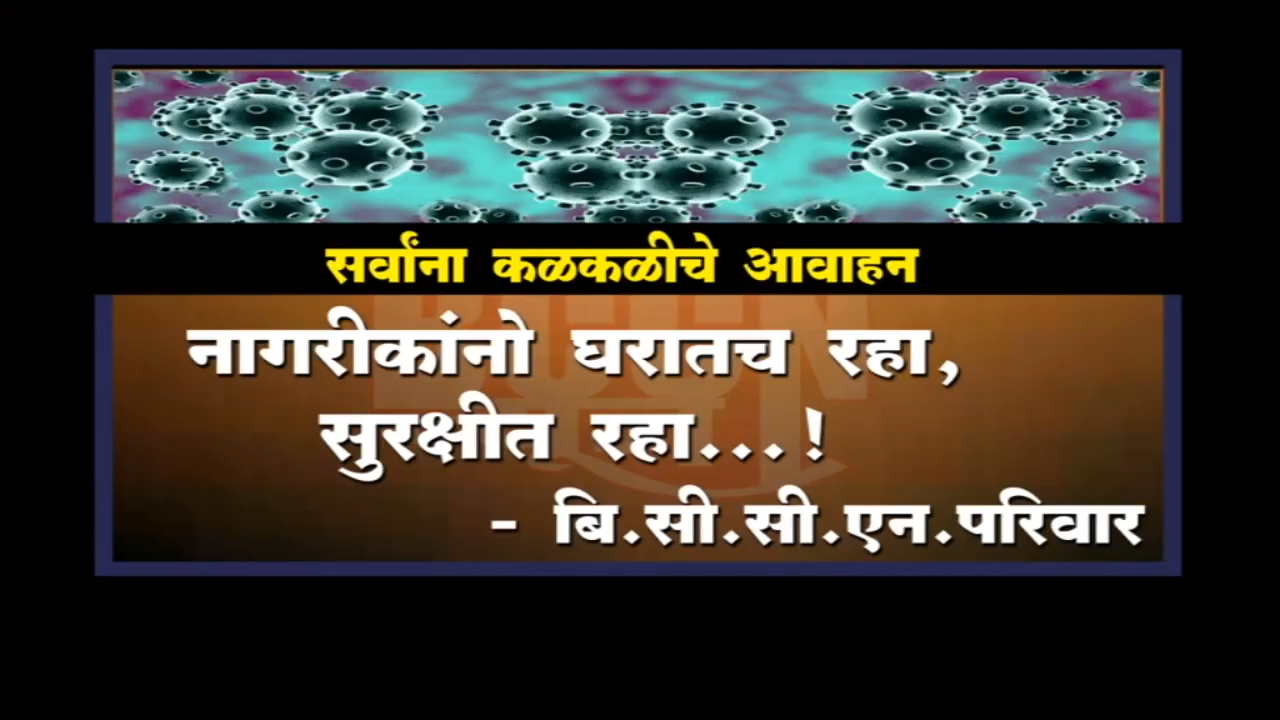 सर्वांना कळकळीचे आवाहन
नागरीकांनो घरातच रहा,
सुरक्षीत रहा...!
- बि.सी.सी.एन.परिवार